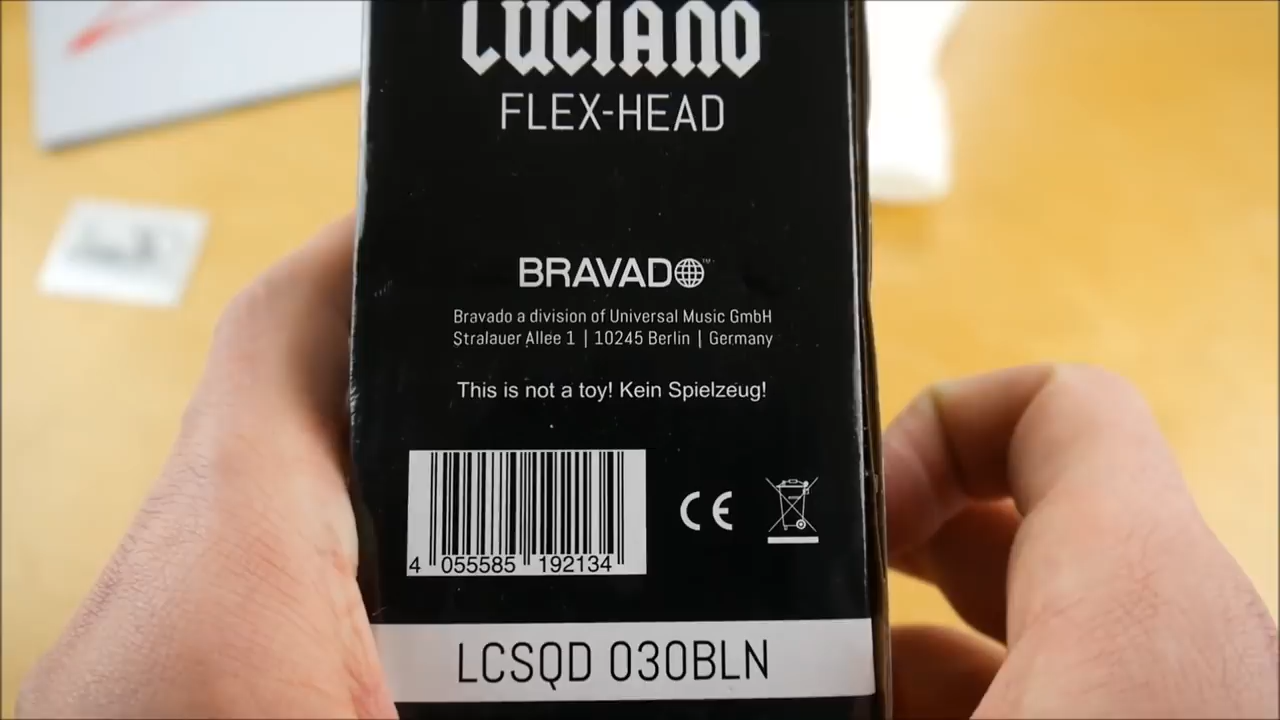 LUCIANO
FLEX-HEAD
BRAVADO™
Bravado a division of Universal Music GmbH
Stralauer Allee 1 | 10245 Berlin | Germany
This is not a toy! Kein Spielzeug!
CE
4 055585 192134
LCSQD 030BLN